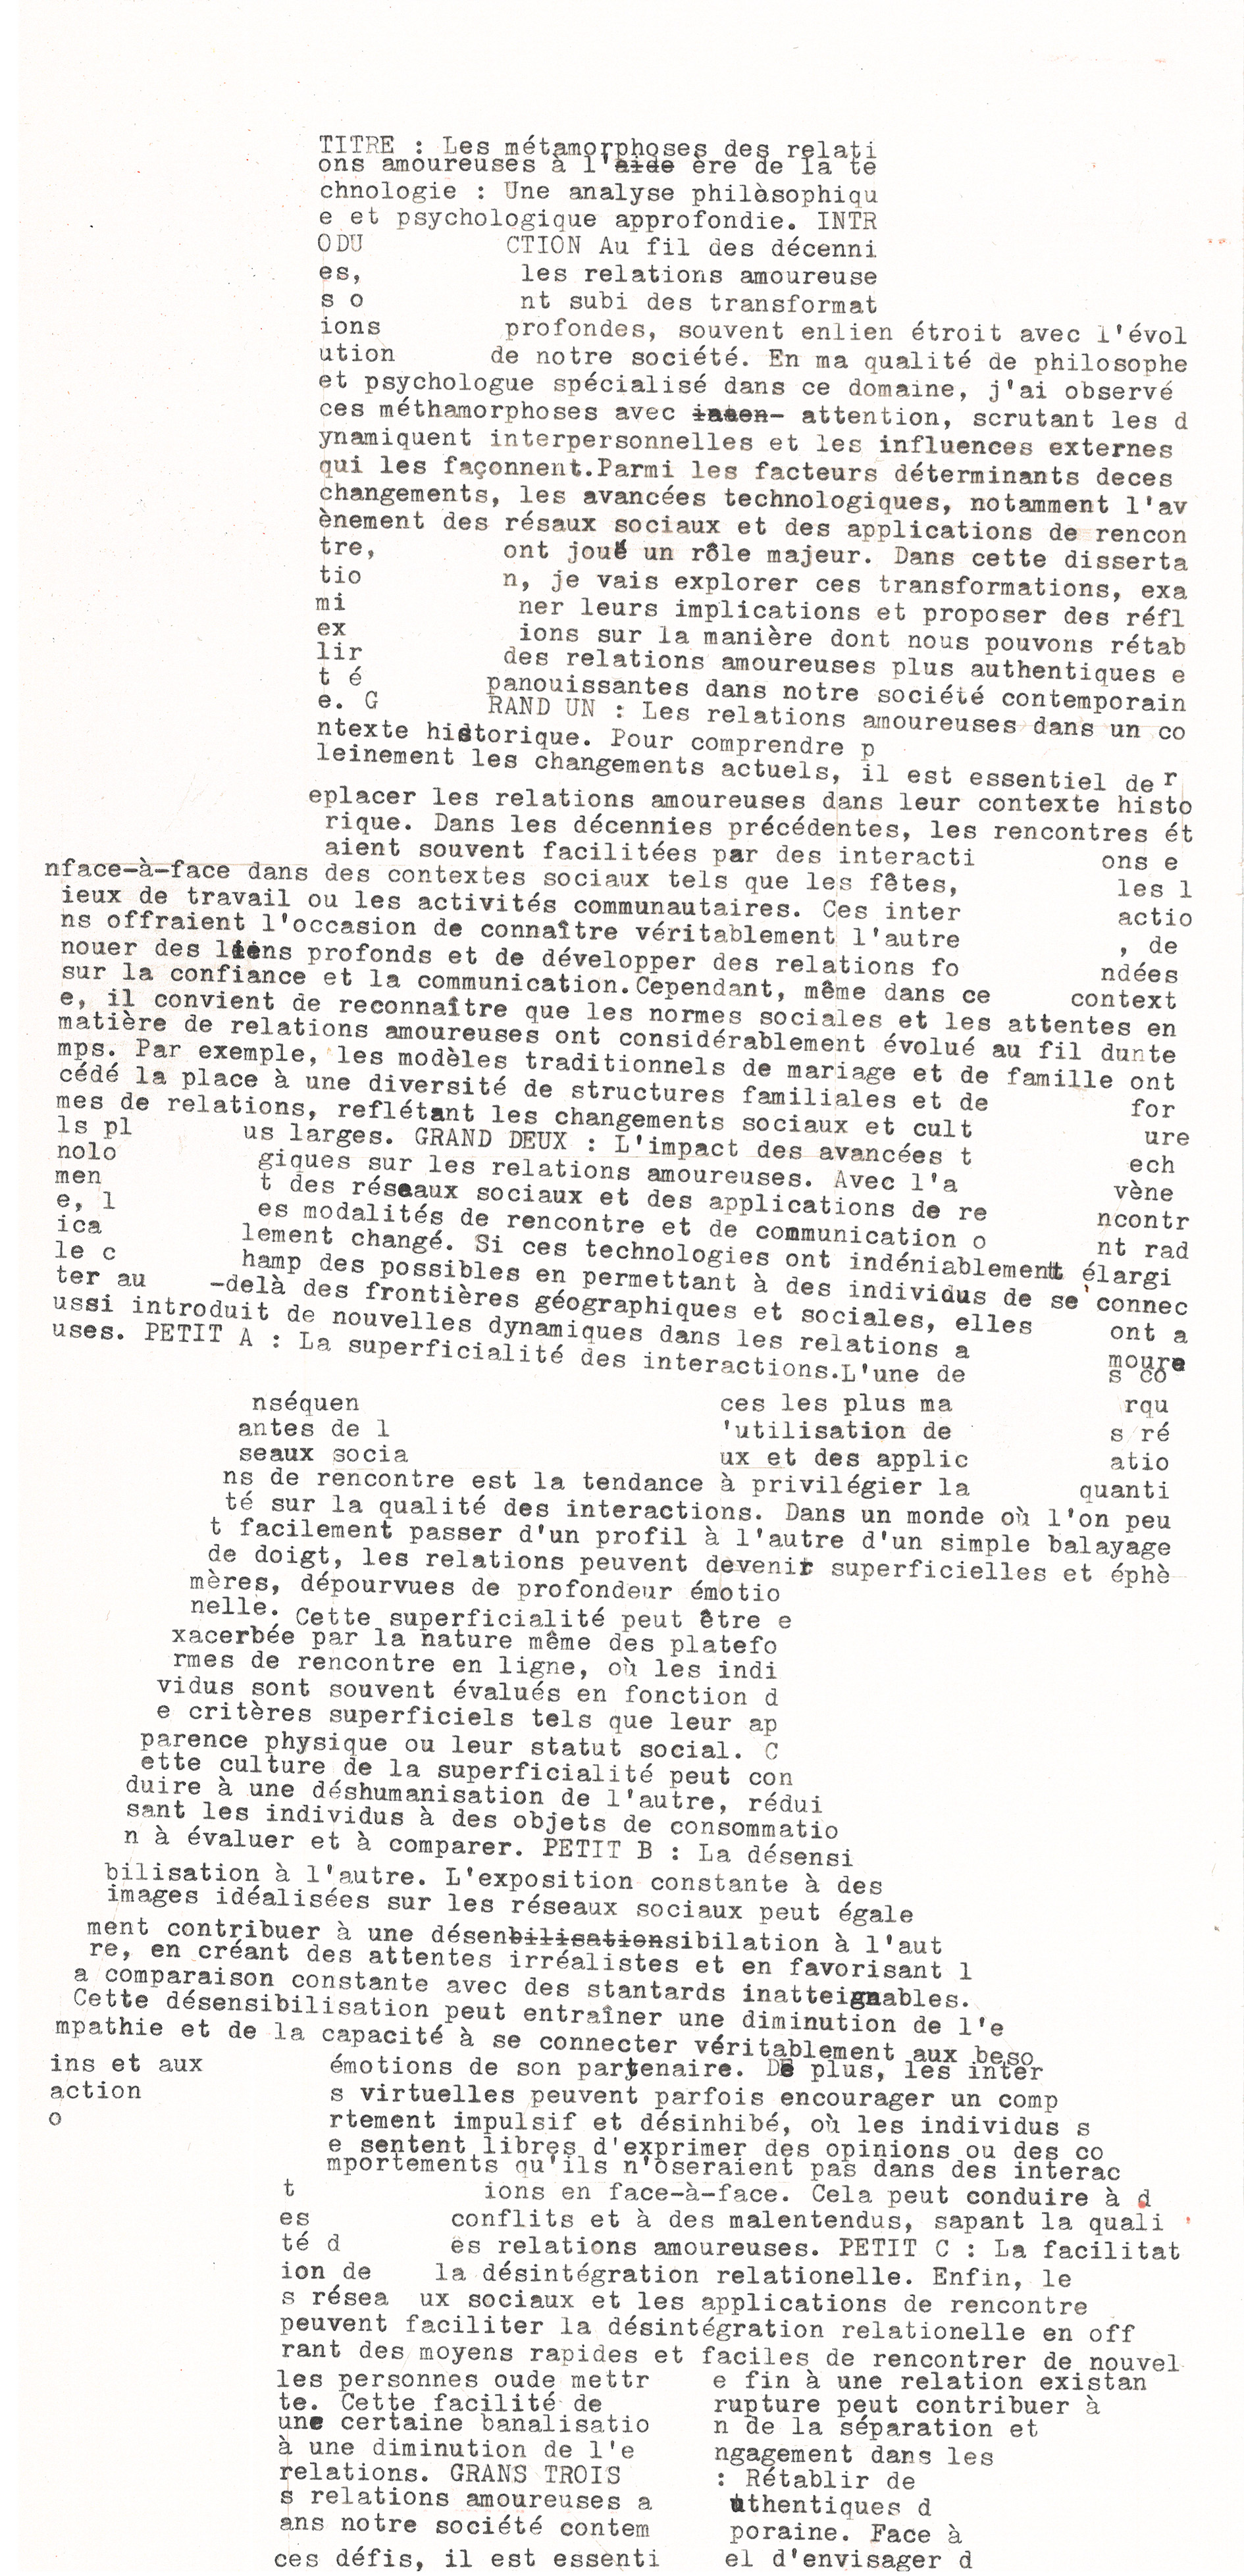 TITRE : Les métamorphoses des relati
ons amoureuses à l'aide ère de la te
chnologie : Une analyse philosophiqu
e et psychologique approfondie. INTR
ODU CTION Au fil des décenni
es, les relations amoureuse
s o nt subi des transformat
ions profondes, souvent enlien étroit avec l'évol
ution de notre société. En ma qualité de philosophe
et psychologue spécialisé dans ce domaine, j'ai observé
ces méthamorphoses avec inten- attention, scrutant les d
ynamiquent interpersonnelles et les influences externes
qui les façonnent.Parmi les facteurs déterminants deces
changements, les avancées technologiques, notamment l'av
ènement des résaux sociaux et des applications de rencon
tre, ont joué un rôle majeur. Dans cette disserta
tio n, je vais explorer ces transformations, exa
mi ner leurs implications et proposer des réfl
ex ions sur la manière dont nous pouvons rétab
lir des relations amoureuses plus authentiques e
t é panouissantes dans notre société contemporain
e. G RAND UN : Les relations amoureuses dans un co
ntexte historique. Pour comprendre p
leinement les changements actuels, il est essentiel de r
eplacer les relations amoureuses dans leur contexte histo
rique. Dans les décennies précédentes, les rencontres ét
aient souvent facilitées par des interacti ons e
nface-à-face dans des contextes sociaux tels que les fêtes, les l
ieux de travail ou les activités communautaires. Ces inter actio
ns offraient l'occasion de connaître véritablement l'autre , de
nouer des liens profonds et de développer des relations fo ndées
sur la confiance et la communication.Cependant, même dans ce context
e, il convient de reconnaître que les normes sociales et les attentes en
matière de relations amoureuses ont considérablement évolué au fil dunte
mps. Par exemple, les modèles traditionnels de mariage et de famille ont
cédé la place à une diversité de structures familiales et de for
mes de relations, reflétant les changements sociaux et cult ure
ls pl us larges. GRAND DEUX : L'impact des avancées t ech
nolo giques sur les relations amoureuses. Avec l'a vène
men t des réseaux sociaux et des applications de re ncontr
e, l es modalités de rencontre et de communication o nt rad
ica lement changé. Si ces technologies ont indéniablement élargi
le c hamp des possibles en permettant à des individus de se connec
ter au -delà des frontières géographiques et sociales, elles ont a
ussi introduit de nouvelles dynamiques dans les relations a moure
uses. PETIT A : La superficialité des interactions.L'une de s co
nséquen ces les plus ma rqu
antes de l 'utilisation de s ré
seaux socia ux et des applic atio
ns de rencontre est la tendance à privilégier la quanti
té sur la qualité des interactions. Dans un monde où l'on peu
t facilement passer d'un profil à l'autre d'un simple balayage
de doigt, les relations peuvent devenir superficielles et éphè
mères, dépourvues de profondeur émotio
nelle. Cette superficialité peut être e
xacerbée par la nature même des platefo
rmes de rencontre en ligne, où les indi
vidus sont souvent évalués en fonction d
e critères superficiels tels que leur ap
parence physique ou leur statut social. C
ette culture de la superficialité peut con
duire à une déshumanisation de l'autre, rédui
sant les individus à des objets de consommatio
n à évaluer et à comparer. PETIT B : La désensi
bilisation à l'autre. L'exposition constante à des
images idéalisées sur les réseaux sociaux peut égale
ment contribuer à une désenbilisationsibilation à l'aut
re, en créant des attentes irréalistes et en favorisant l
a comparaison constante avec des stantards inatteignables.
Cette désensibilisation peut entraîner une diminution de l'e
mpathie et de la capacité à se connecter véritablement aux beso
ins et aux émotions de son partenaire. De plus, les inter
action s virtuelles peuvent parfois encourager un comp
o rtement impulsif et désinhibé, où les individus s
e sentent libres d'exprimer des opinions ou des co
mportements qu'ils n'oseraient pas dans des interac
t ions en face-à-face. Cela peut conduire à d
es conflits et à des malentendus, sapant la quali
té d es relations amoureuses. PETIT C : La facilitat
ion de la désintégration relationelle. Enfin, le
s résea ux sociaux et les applications de rencontre
peuvent faciliter la désintégration relationelle en off
rant des moyens rapides et faciles de rencontrer de nouvel
les personnes oude mettr e fin à une relation existan
te. Cette facilité de rupture peut contribuer à
une certaine banalisatio n de la séparation et
à une diminution de l'e ngagement dans les
relations. GRANS TROIS : Rétablir de
s relations amoureuses a uthentiques d
ans notre société contem poraine. Face à
ces défis, il est essenti el d'envisager d